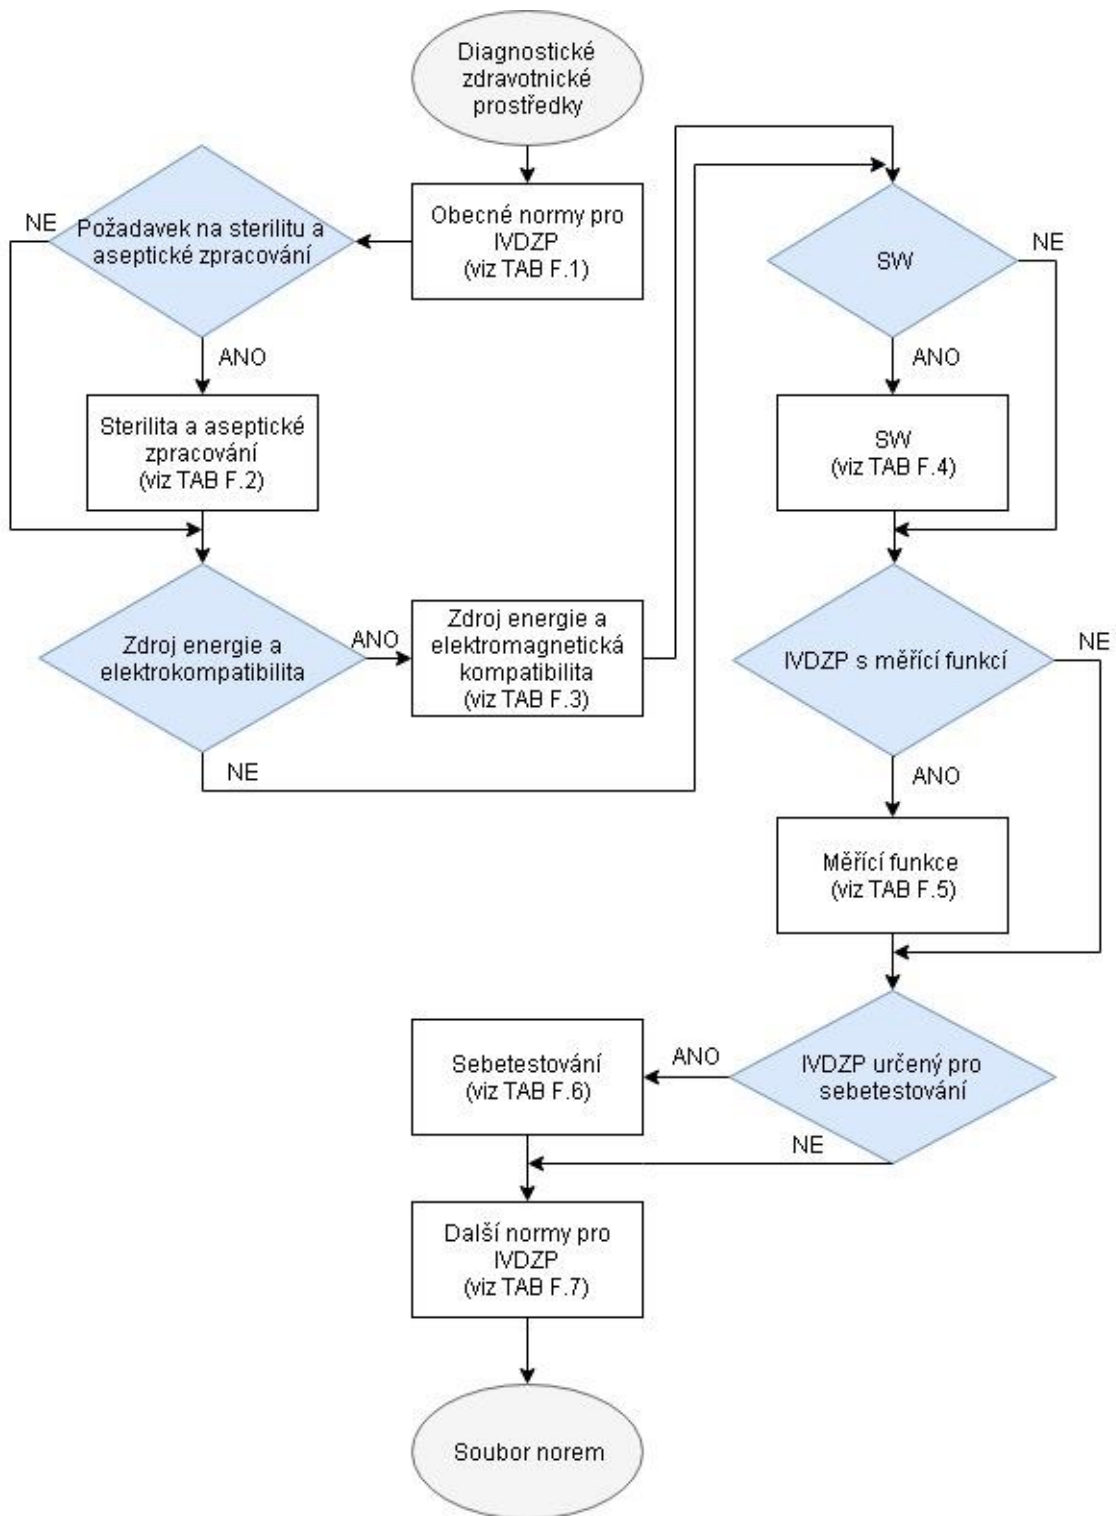 Diagnostické
zdravotnické
prostředky
Obecné normy pro
IVDZP
(viz TAB F.1)
NE
Požadavek na sterilitu a
aseptické zpracování
ANO
Sterilita a aseptické
zpracování
(viz TAB F.2)
Zdroj energie a
elektrokompatibilita
ANO
NE
Zdroj energie a
elektromagnetická
kompatibilita
(viz TAB F.3)
SW
NE
ANO
SW
(viz TAB F.4)
IVDZP s měřící funkcí
NE
ANO
Měřící funkce
(viz TAB F.5)
IVDZP určený pro
sebetestování
ANO
NE
Sebetestování
(viz TAB F.6)
Další normy pro
IVDZP
(viz TAB F.7)
Soubor norem